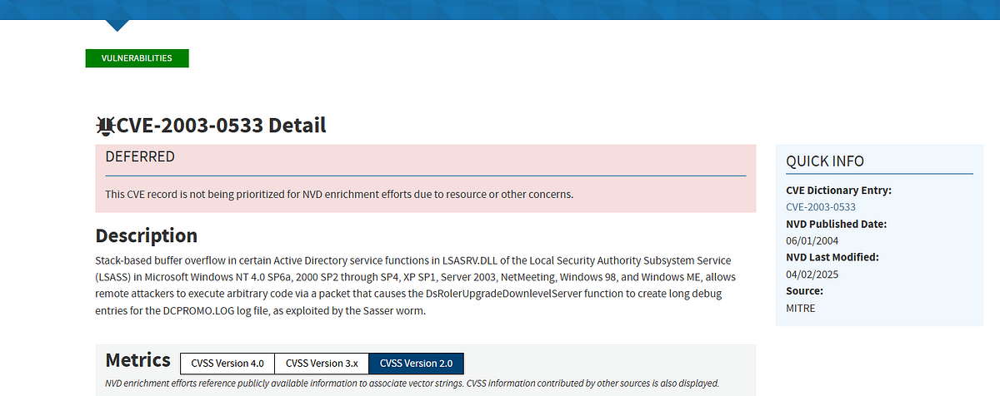 VULNERABILITIES
CVE-2003-0533 Detail
DEFERRED
This CVE record is not being prioritized for NVD enrichment efforts due to resource or other concerns.
Description
Stack-based buffer overflow in certain Active Directory service functions in LSASRV.DLL of the Local Security Authority Subsystem Service
(LSASS) in Microsoft Windows NT 4.0 SP6a, 2000 SP2 through SP4, XP SP1, Server 2003, NetMeeting, Windows 98, and Windows ME, allows
remote attackers to execute arbitrary code via a packet that causes the DsRolerUpgradeDownlevelServer function to create long debug
entries for the DCPROMO.LOG log file, as exploited by the Sasser worm.
Metrics
CVSS Version 4.0
CVSS Version 3.x
CVSS Version 2.0
NVD enrichment efforts reference publicly available information to associate vector strings. CVSS information contributed by other sources is also displayed.
QUICK INFO
CVE Dictionary Entry:
CVE-2003-0533
NVD Published Date:
06/01/2004
NVD Last Modified:
04/02/2025
Source:
MITRE